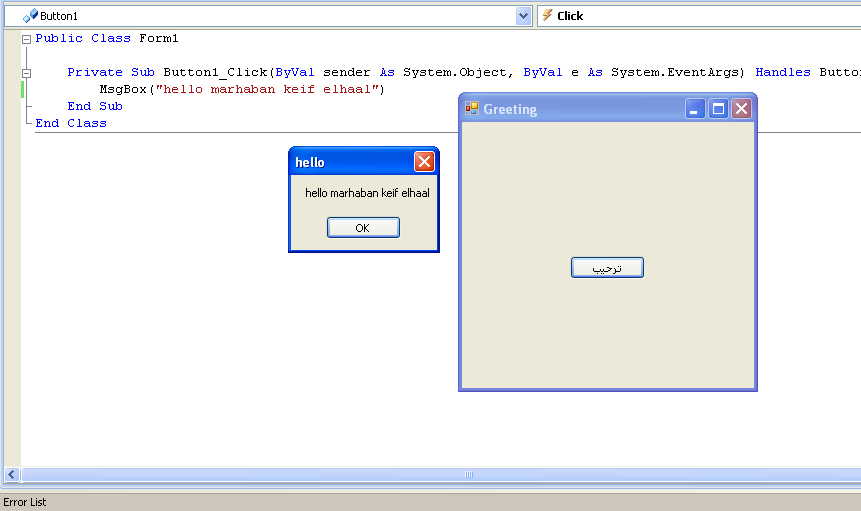 Button1
Click
Public Class Form1
Private Sub Button1_Click(ByVal sender As System.Object, ByVal e As System.EventArgs) Handles Button
MsgBox("hello marhaban keif elhaal")
End Sub
End Class
Greeting
hello
hello marhaban keif elhaal
OK
ترحيب
Error List